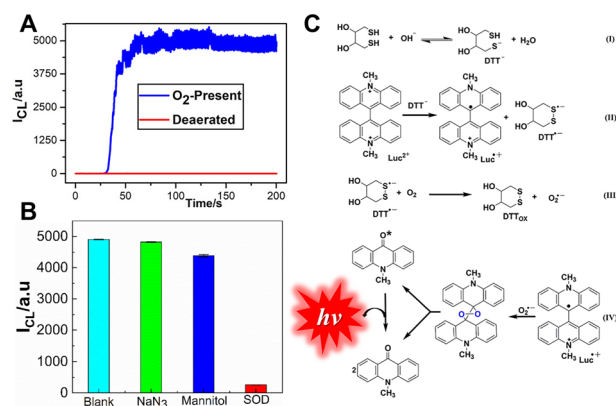 A
I_CL/a.u
5000
3750
2500
1250
0
O₂-Present
Deaerated
0 50 100 150 200
Time/s
B
I_CL/a.u
5000
4000
3000
2000
1000
0
Blank NaN₃ Mannitol SOD
C
HO SH
HO SH + OH⁻ ⇌ HO SH
HO S⁻ + H₂O (I)
DTT⁻
CH₃ CH₃
N⁺ DTT⁻ N
HO S•−
HO S (II)
N⁺ + N⁺ DTT•−
CH₃ Luc²⁺ CH₃ Luc•+
HO S•−
HO S + O₂ HO S
HO S + O₂•− (III)
DTT•− DTTox
O*
N
CH₃
CH₃
N
hν
O O
O₂•−
CH₃
N
(IV)
N
CH₃
N⁺
CH₃ Luc•+
O
2
N
CH₃